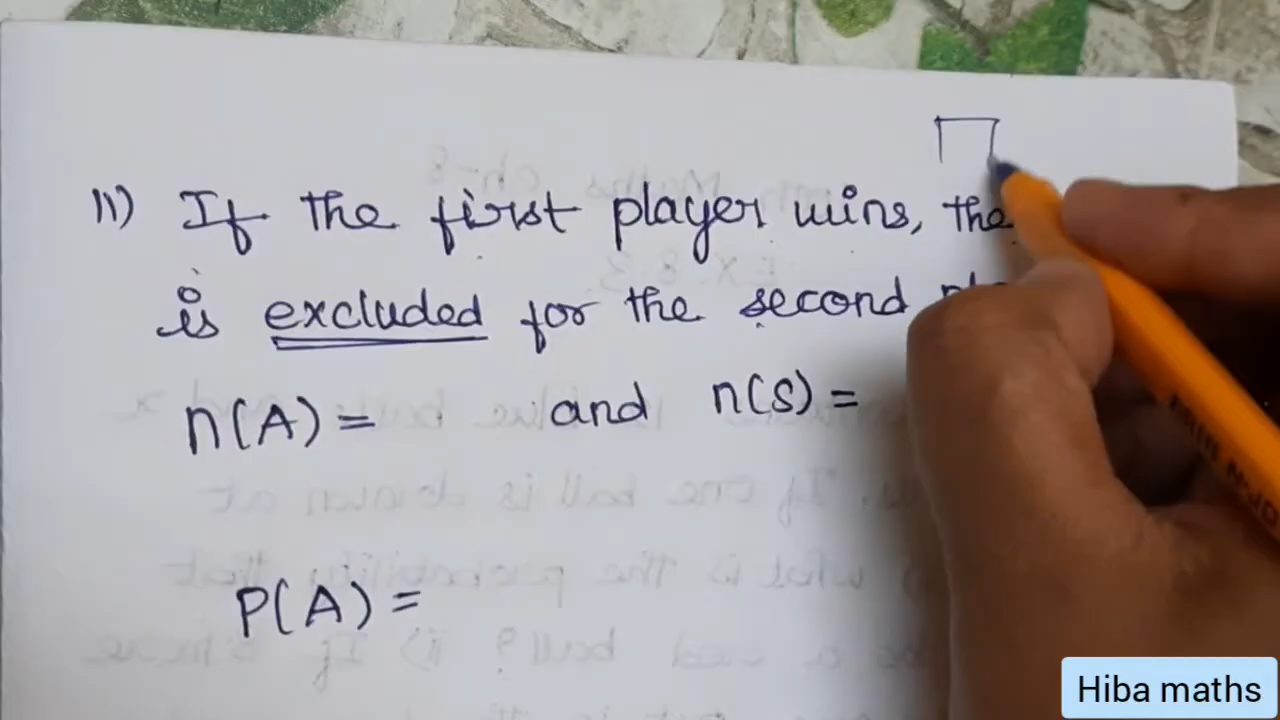 11) If the first player wins, the
is excluded for the second
n(A) = and n(S) =
P(A) =
Hiba maths